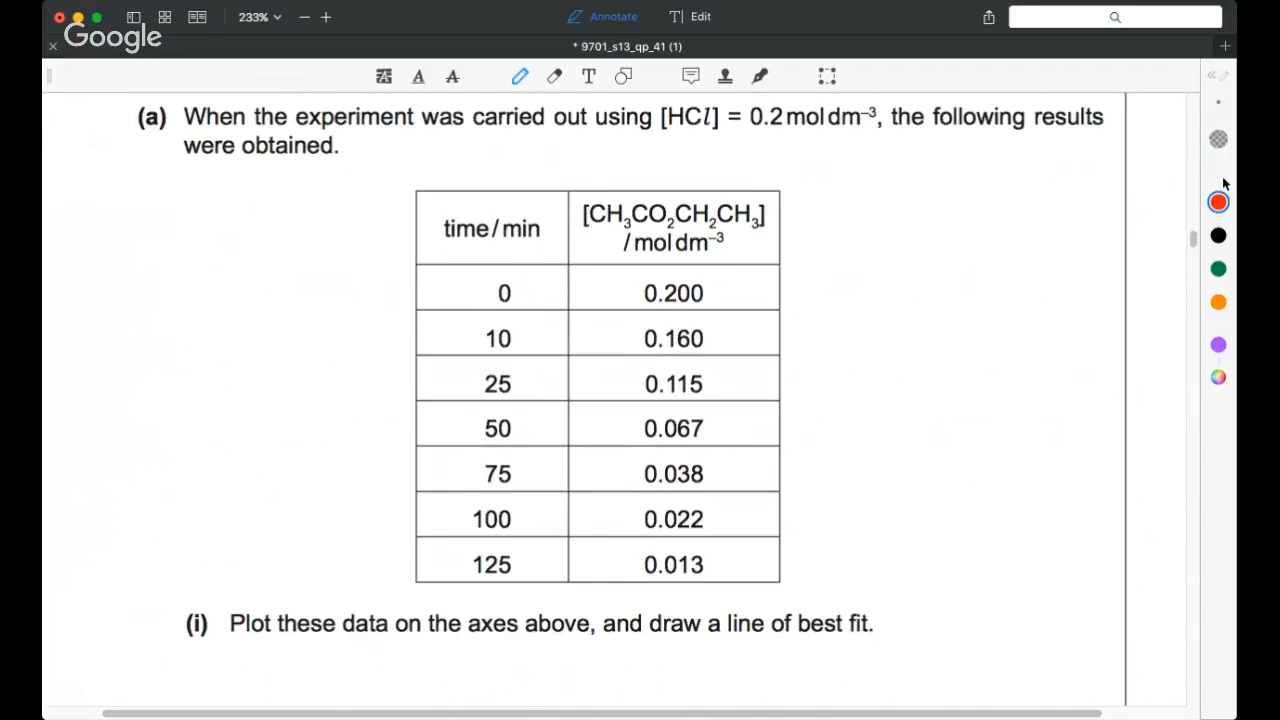 233%
Annotate
T Edit
Google
* 9701_s13_qp_41 (1)
(a) When the experiment was carried out using [HCl] = 0.2 mol dm⁻³, the following results
were obtained.
time / min
[CH₃CO₂CH₂CH₃]
/ mol dm⁻³
0 0.200
10 0.160
25 0.115
50 0.067
75 0.038
100 0.022
125 0.013
(i) Plot these data on the axes above, and draw a line of best fit.